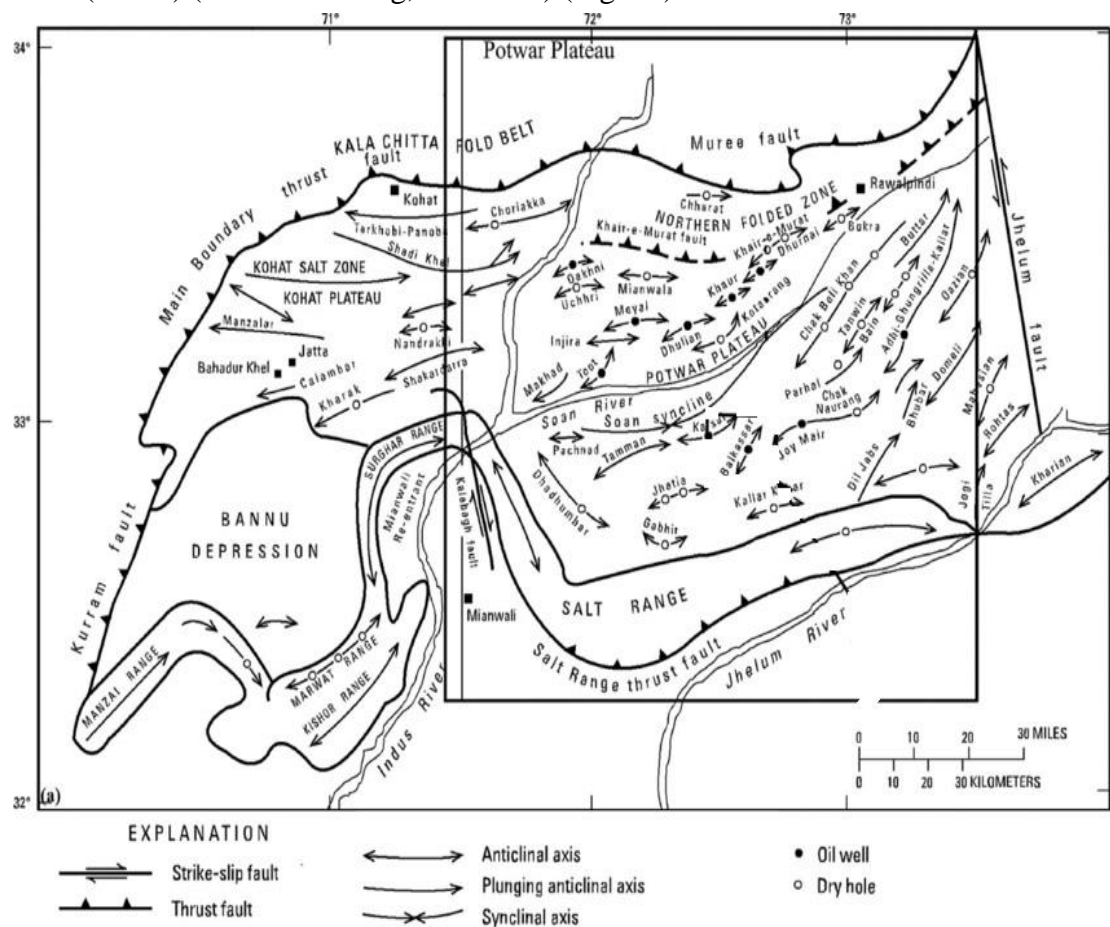 71°
72°
73°
34°
Potwar Plateau
KALA CHITTA FOLD BELT
Muree fault
Main Boundary thrust fault
Kohat
Rawalpindi
Chorlakka
Chharat
NORTHERN FOLDED ZONE
Tarkhobi-Panoba
Shadi Khel
Khair-e-Murat fault
Khair-e-Murat
Dhurnai
Bokra
Buttar
Jhelum fault
KOHAT SALT ZONE
KOHAT PLATEAU
Dakhni
Uchhri
Mianwala
Khaur
Kotsarang
Chak Beli Khan
Tanwin
Bain
Adhi-Ghungrilla-Kallar
Qazian
Manzalar
Nandrakki
Injira
Meyal
Dhulian
POTWAR PLATEAU
Jatta
Bahadur Khel
Calambar
Kharak
Shakardarra
Makhad
Toot
Parhal
Domeli
Bhubar
Mahesian
Rohtas
33°
Soan River
Soan syncline
Chak Naurang
Pachnad
Tamman
Balkassar
Joy Mair
SURGHAR RANGE
Mianwali Re-entrant
Kalabagh fault
Dhadhumbar
Jhatla
Kallar Kahar
Dil Jabs
Jogi Tilla
Kharian
Gabhir
BANNU DEPRESSION
Kurram fault
Mianwali
SALT RANGE
Salt Range thrust fault
Jhelum River
MANZAI RANGE
MARWAT RANGE
KISHOR RANGE
Indus River
0 10 20 30 MILES
0 10 20 30 KILOMETERS
32°
(a)
EXPLANATION
Strike-slip fault
Thrust fault
Anticlinal axis
Plunging anticlinal axis
Synclinal axis
Oil well
Dry hole